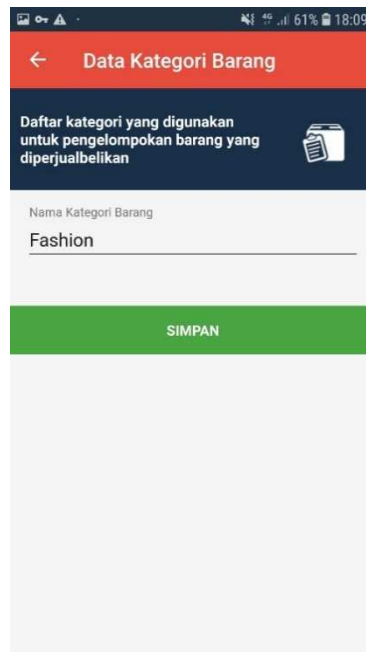 4G 61% 18:09
Data Kategori Barang
Daftar kategori yang digunakan
untuk pengelompokan barang yang
diperjualbelikan
Nama Kategori Barang
Fashion
SIMPAN